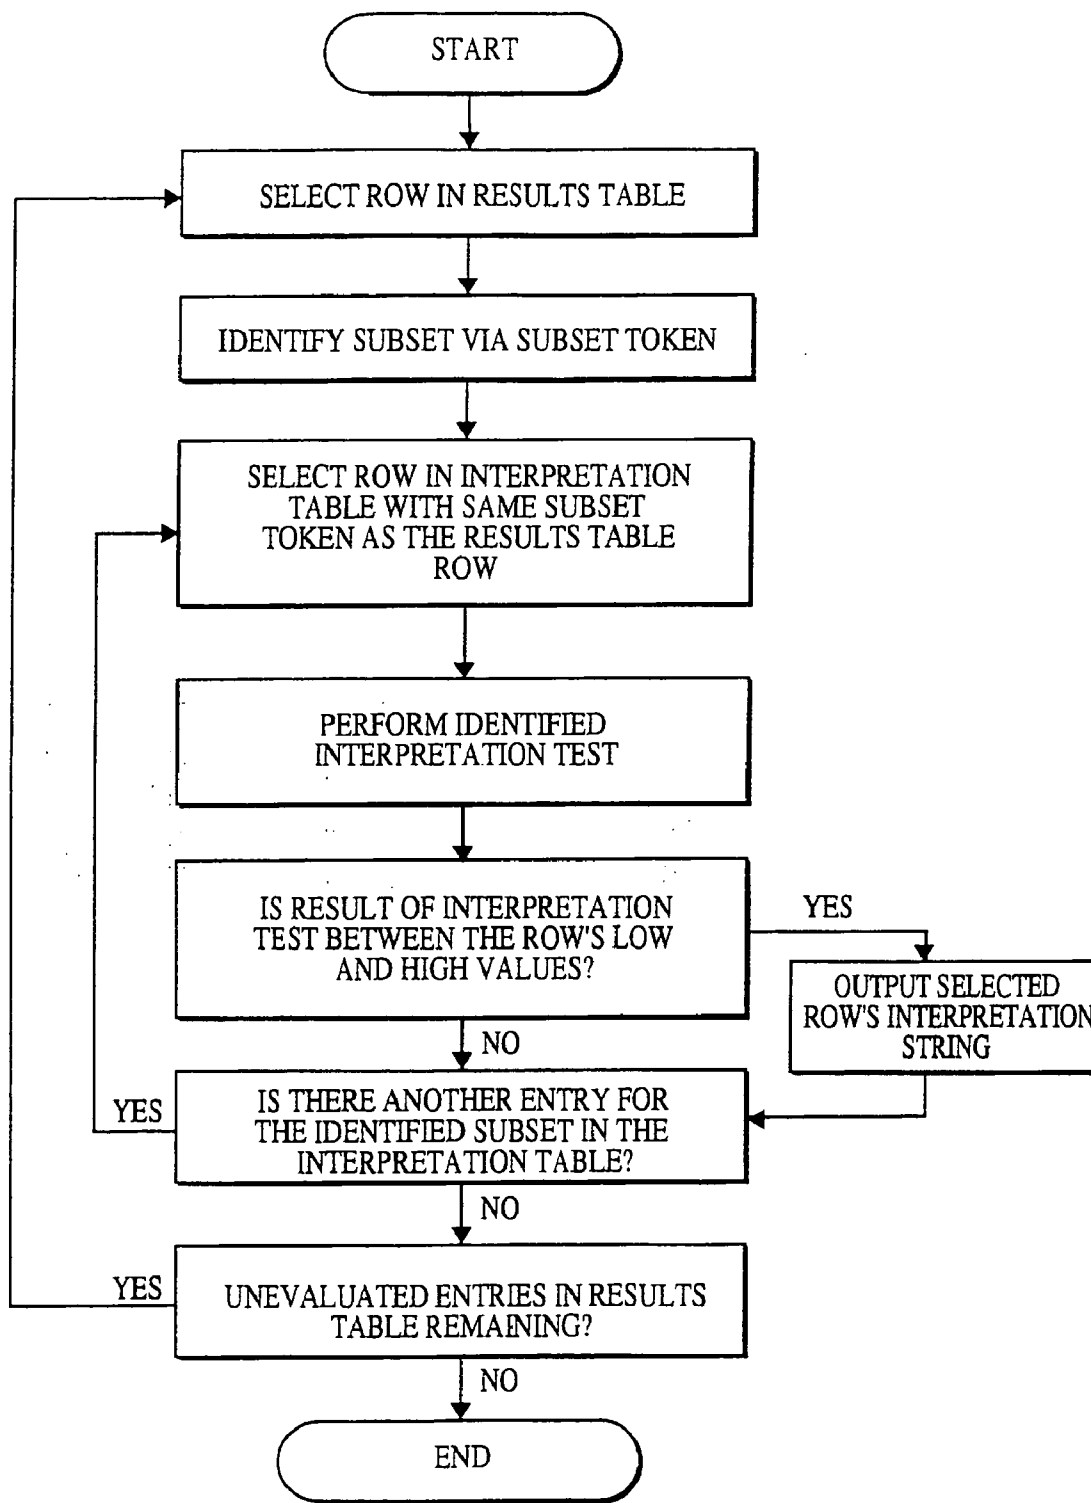 START
SELECT ROW IN RESULTS TABLE
IDENTIFY SUBSET VIA SUBSET TOKEN
SELECT ROW IN INTERPRETATION
TABLE WITH SAME SUBSET
TOKEN AS THE RESULTS TABLE
ROW
PERFORM IDENTIFIED
INTERPRETATION TEST
IS RESULT OF INTERPRETATION
TEST BETWEEN THE ROW'S LOW
AND HIGH VALUES?
YES
OUTPUT SELECTED
ROW'S INTERPRETATION
STRING
NO
YES
IS THERE ANOTHER ENTRY FOR
THE IDENTIFIED SUBSET IN THE
INTERPRETATION TABLE?
NO
YES
UNEVALUATED ENTRIES IN RESULTS
TABLE REMAINING?
NO
END